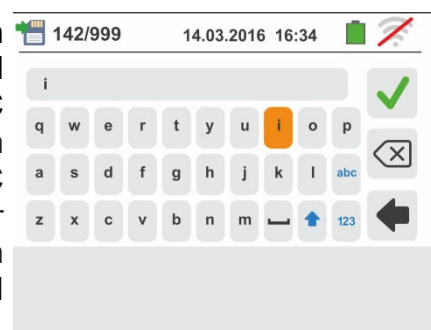 142/999 14.03.2016 16:34
i
q w e r t y u i o p
a s d f g h j k l abc
z x c v b n m 123